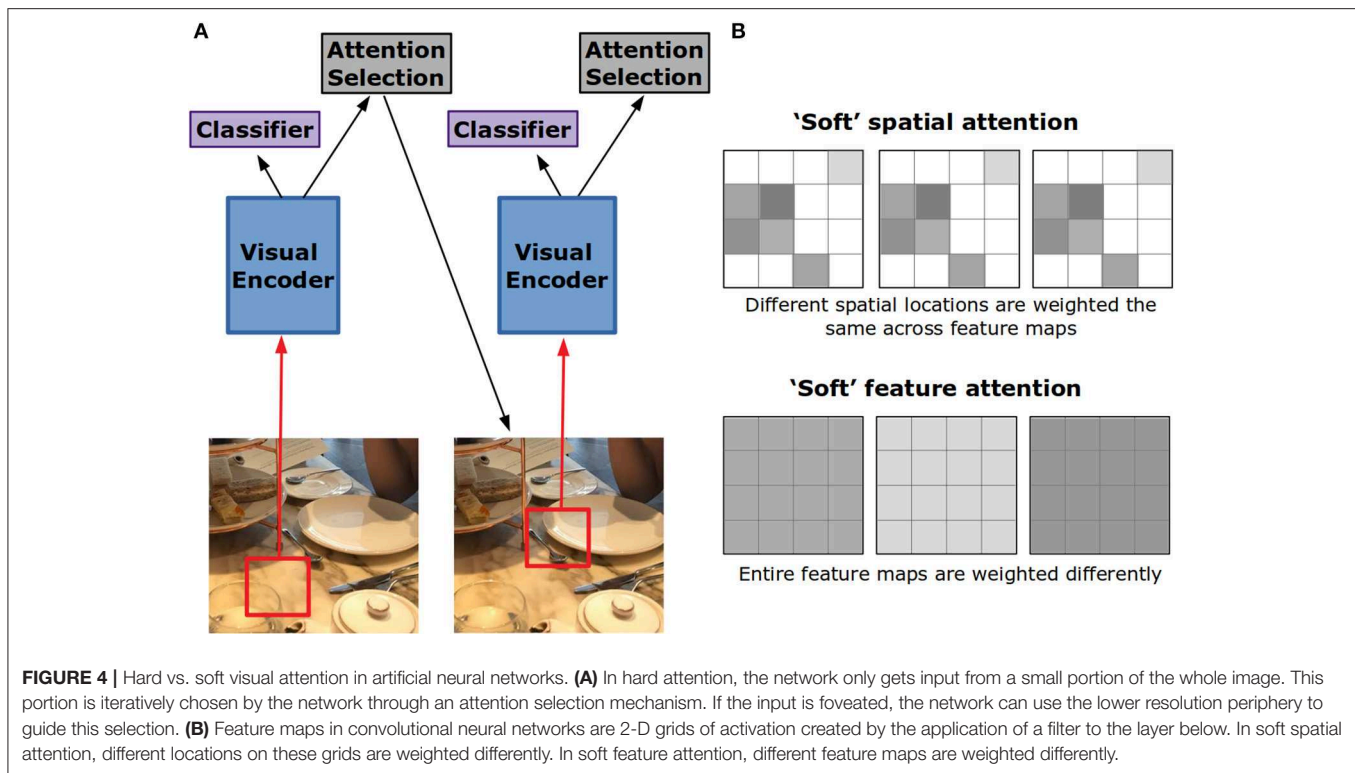 A
Attention
Selection
Classifier
Visual
Encoder
Attention
Selection
Classifier
Visual
Encoder
B
'Soft' spatial attention
Different spatial locations are weighted the
same across feature maps
'Soft' feature attention
Entire feature maps are weighted differently
FIGURE 4 | Hard vs. soft visual attention in artificial neural networks. (A) In hard attention, the network only gets input from a small portion of the whole image. This
portion is iteratively chosen by the network through an attention selection mechanism. If the input is foveated, the network can use the lower resolution periphery to
guide this selection. (B) Feature maps in convolutional neural networks are 2-D grids of activation created by the application of a filter to the layer below. In soft spatial
attention, different locations on these grids are weighted differently. In soft feature attention, different feature maps are weighted differently.